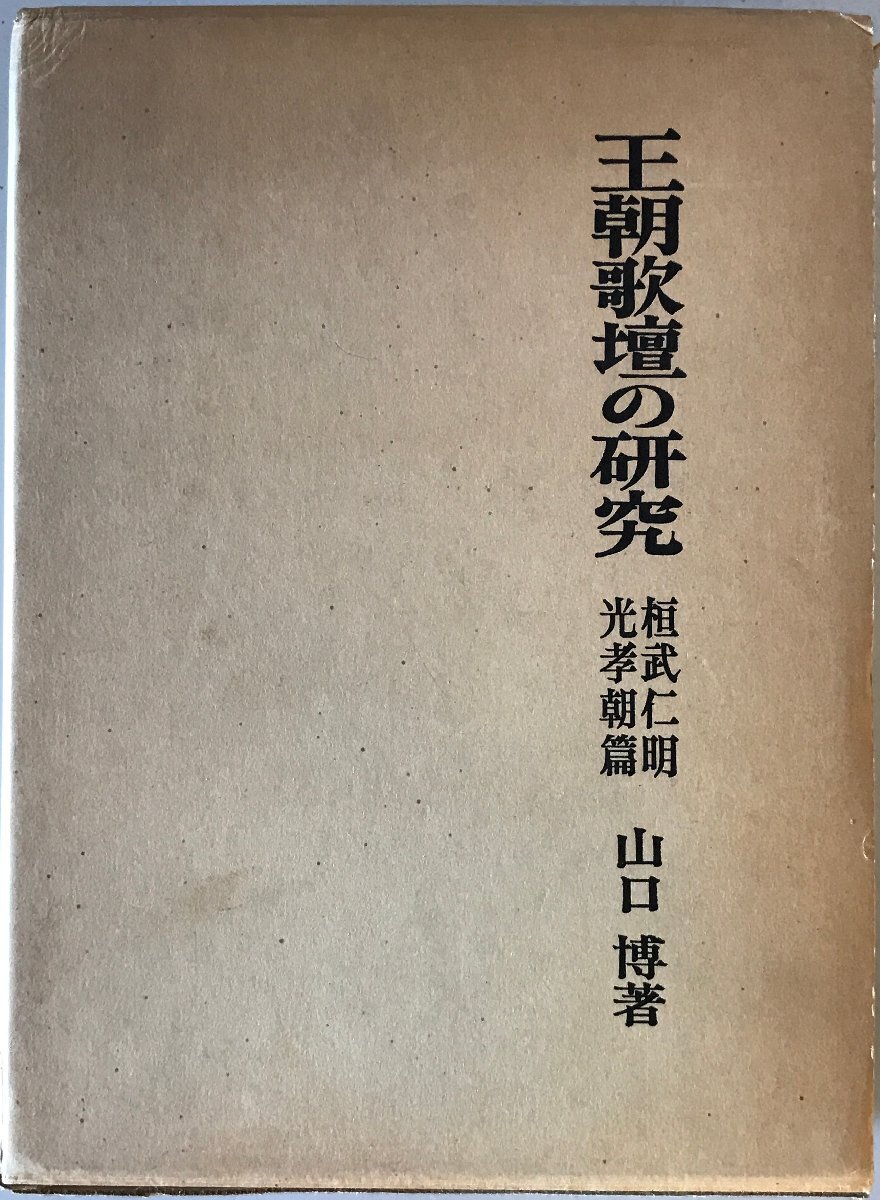 王朝歌壇の研究
桓武仁明
光孝朝篇
山口 博著